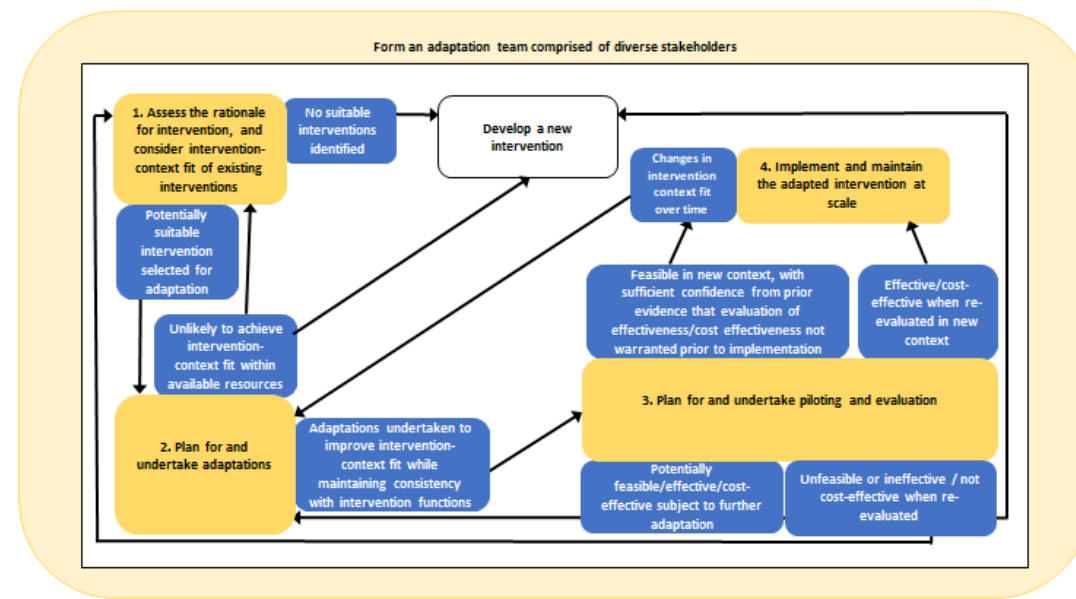 Form an adaptation team comprised of diverse stakeholders
1. Assess the rationale
for intervention, and
consider intervention-
context fit of existing
interventions
No suitable
interventions
identified
Develop a new
intervention
Changes in
intervention
context fit
over time
4. Implement and maintain
the adapted intervention at
scale
Potentially
suitable
intervention
selected for
adaptation
Unlikely to achieve
intervention-
context fit within
available resources
Feasible in new context, with
sufficient confidence from prior
evidence that evaluation of
effectiveness/cost effectiveness not
warranted prior to implementation
Effective/cost-
effective when re-
evaluated in new
context
2. Plan for and
undertake adaptations
Adaptations undertaken to
improve intervention-
context fit while
maintaining consistency
with intervention functions
3. Plan for and undertake piloting and evaluation
Potentially
feasible/effective/cost-
effective subject to further
adaptation
Unfeasible or ineffective / not
cost-effective when re-
evaluated